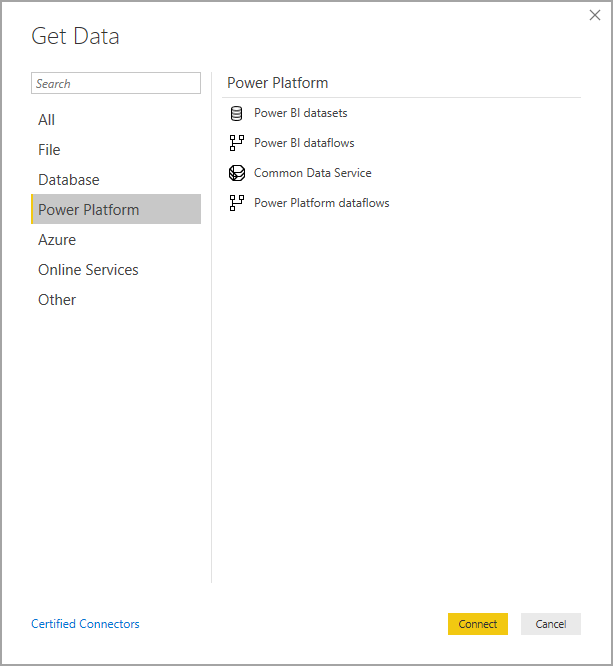 Get Data
Search
All
File
Database
Power Platform
Azure
Online Services
Other
Power Platform
Power BI datasets
Power BI dataflows
Common Data Service
Power Platform dataflows
Certified Connectors
Connect
Cancel